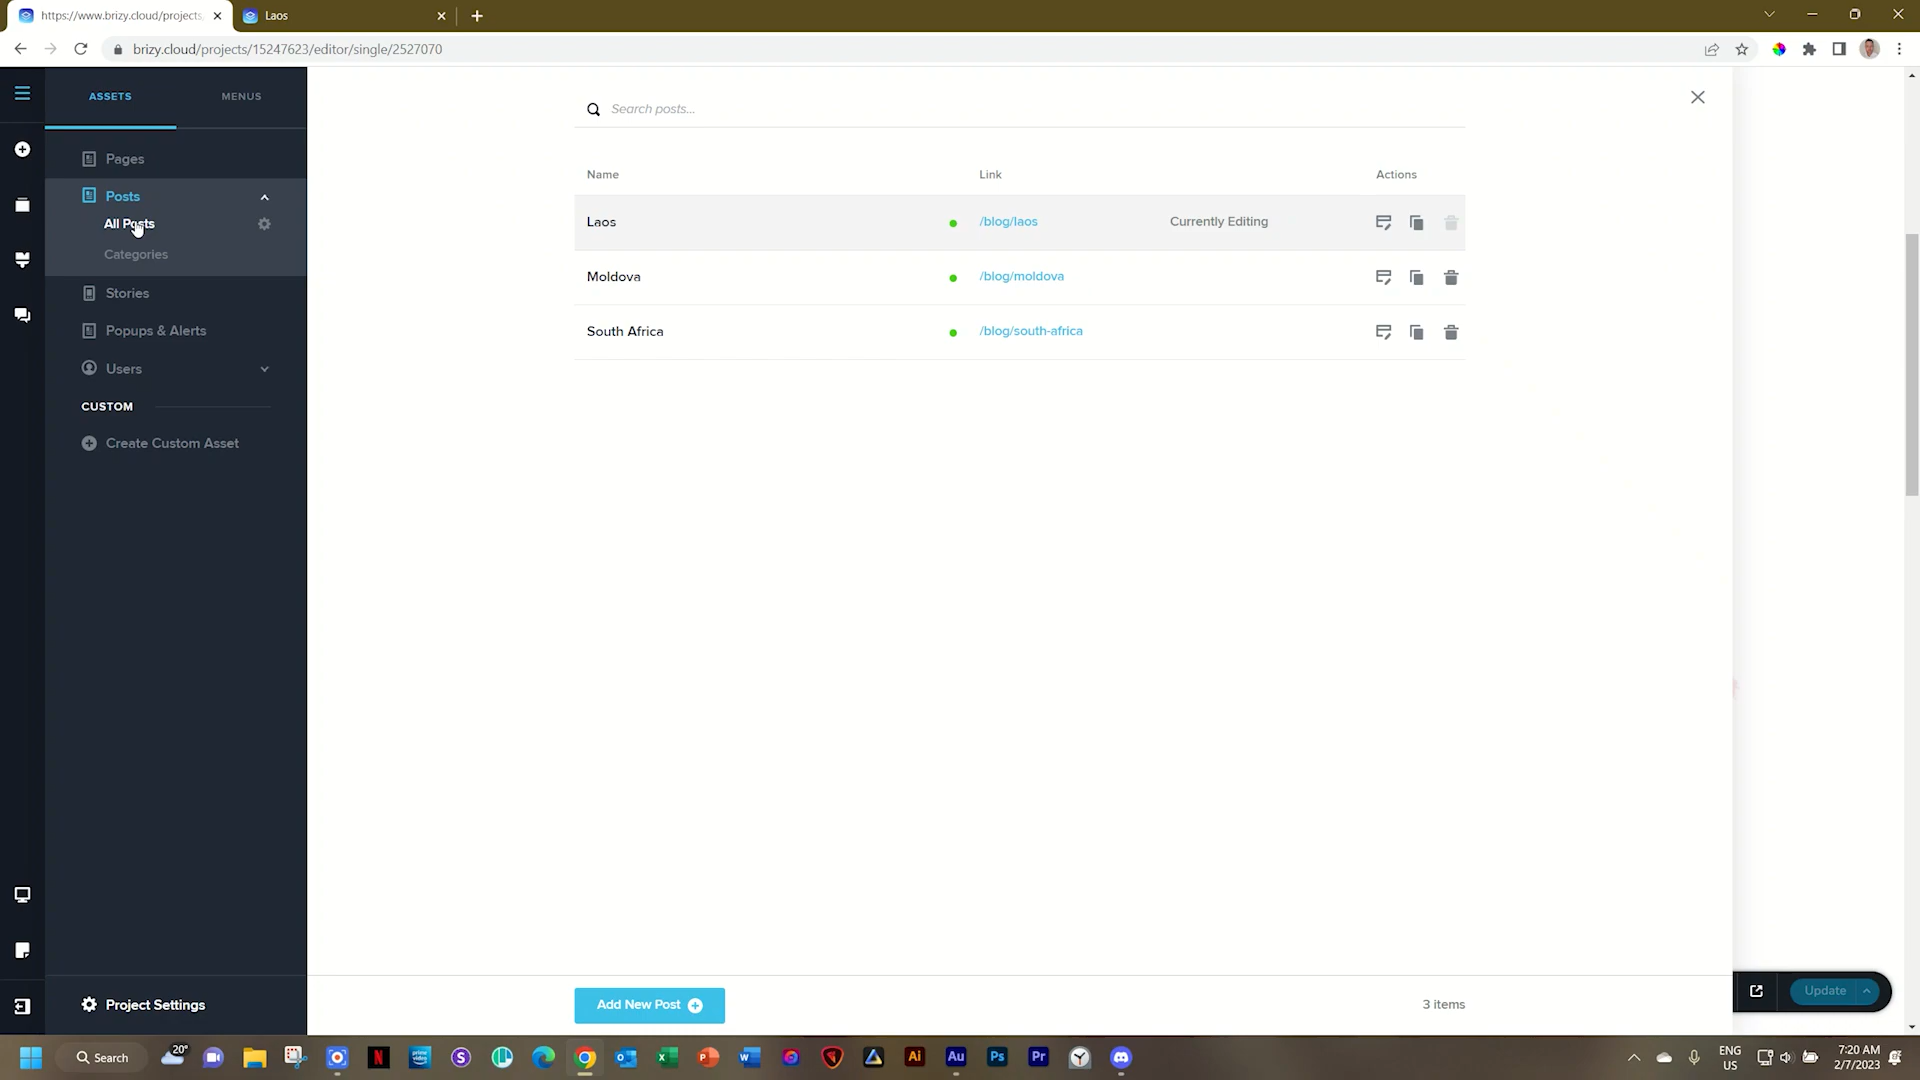 https://www.brizy.cloud/projects,
Laos
brizy.cloud/projects/15247623/editor/single/2527070
ASSETS
MENUS
Pages
Posts
All Posts
Categories
Stories
Popups & Alerts
Users
CUSTOM
Create Custom Asset
Project Settings
Search posts...
Name
Link
Actions
Laos
/blog/laos
Currently Editing
Moldova
/blog/moldova
South Africa
/blog/south-africa
Add New Post
3 items
Update
Search
20°
ENG
US
7:20 AM
2/7/2023